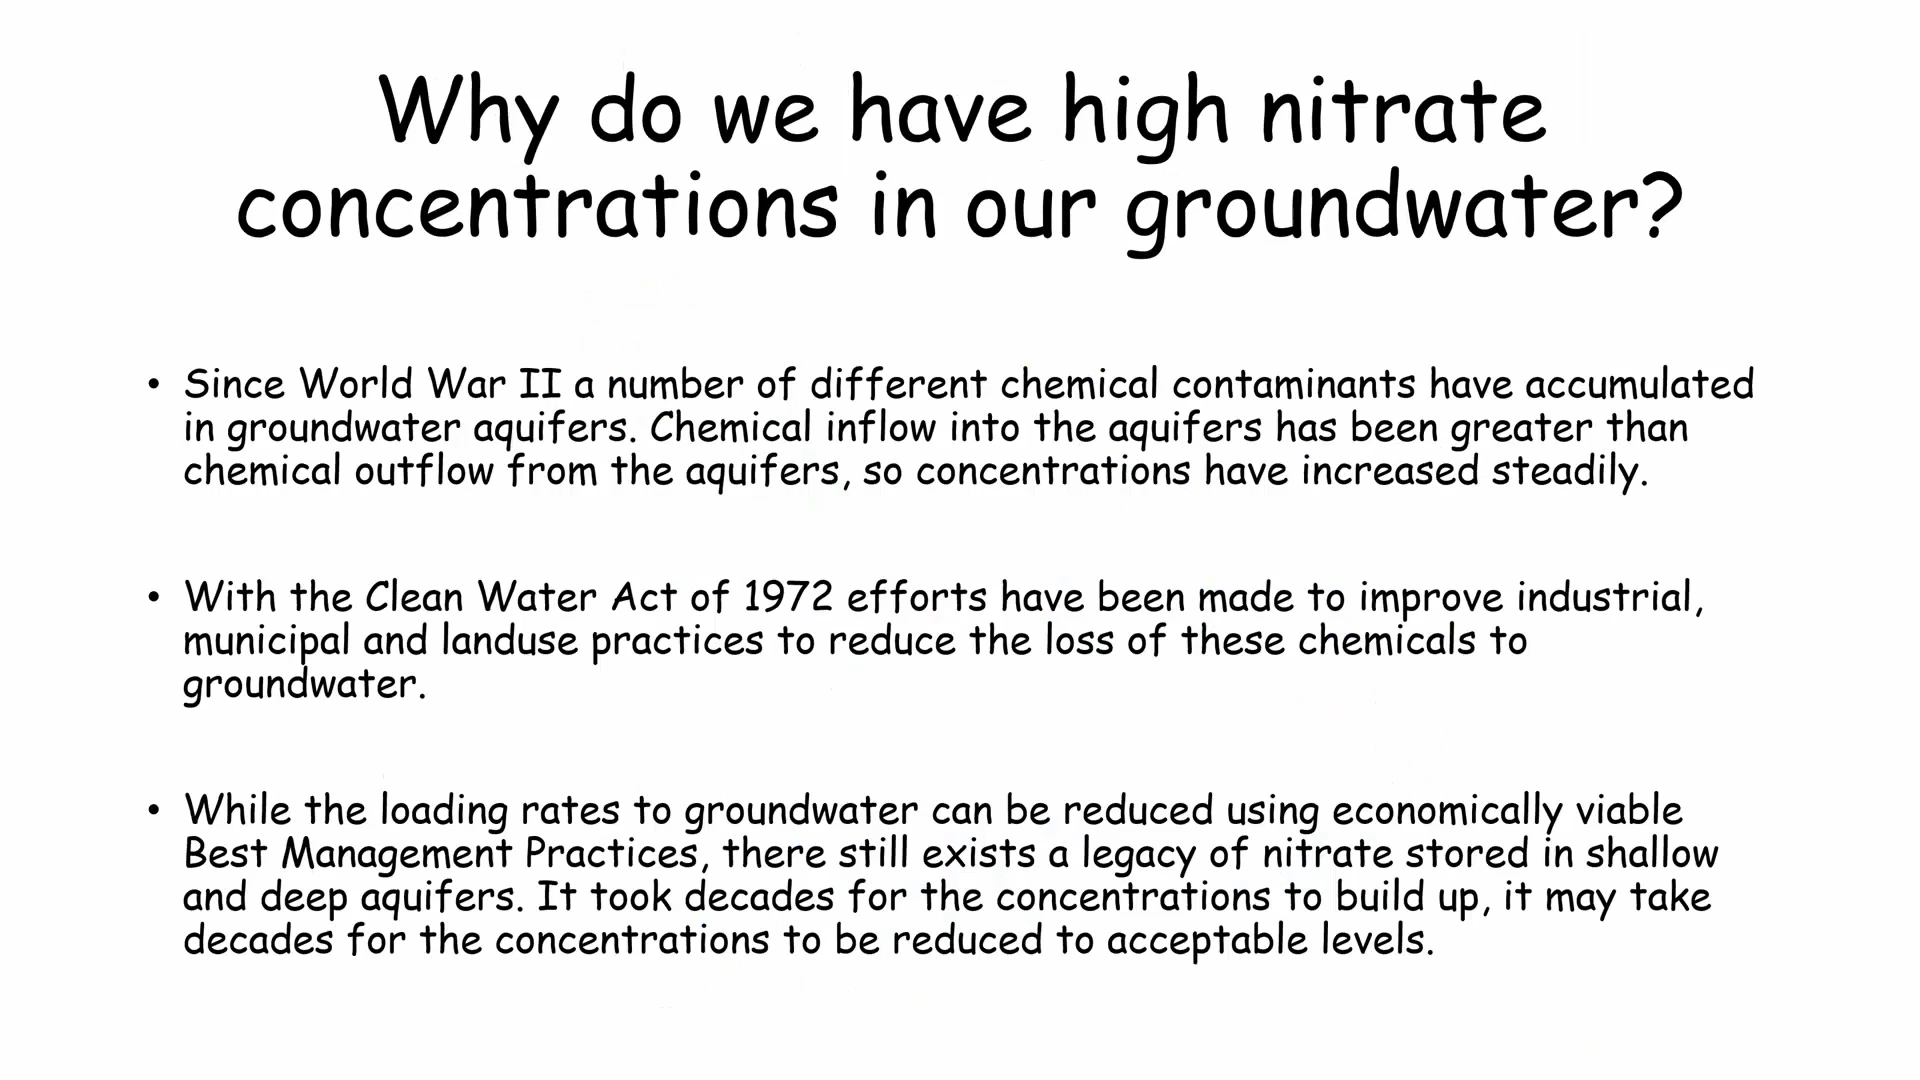 Why do we have high nitrate
concentrations in our groundwater?
• Since World War II a number of different chemical contaminants have accumulated
in groundwater aquifers. Chemical inflow into the aquifers has been greater than
chemical outflow from the aquifers, so concentrations have increased steadily.
• With the Clean Water Act of 1972 efforts have been made to improve industrial,
municipal and landuse practices to reduce the loss of these chemicals to
groundwater.
• While the loading rates to groundwater can be reduced using economically viable
Best Management Practices, there still exists a legacy of nitrate stored in shallow
and deep aquifers. It took decades for the concentrations to build up, it may take
decades for the concentrations to be reduced to acceptable levels.